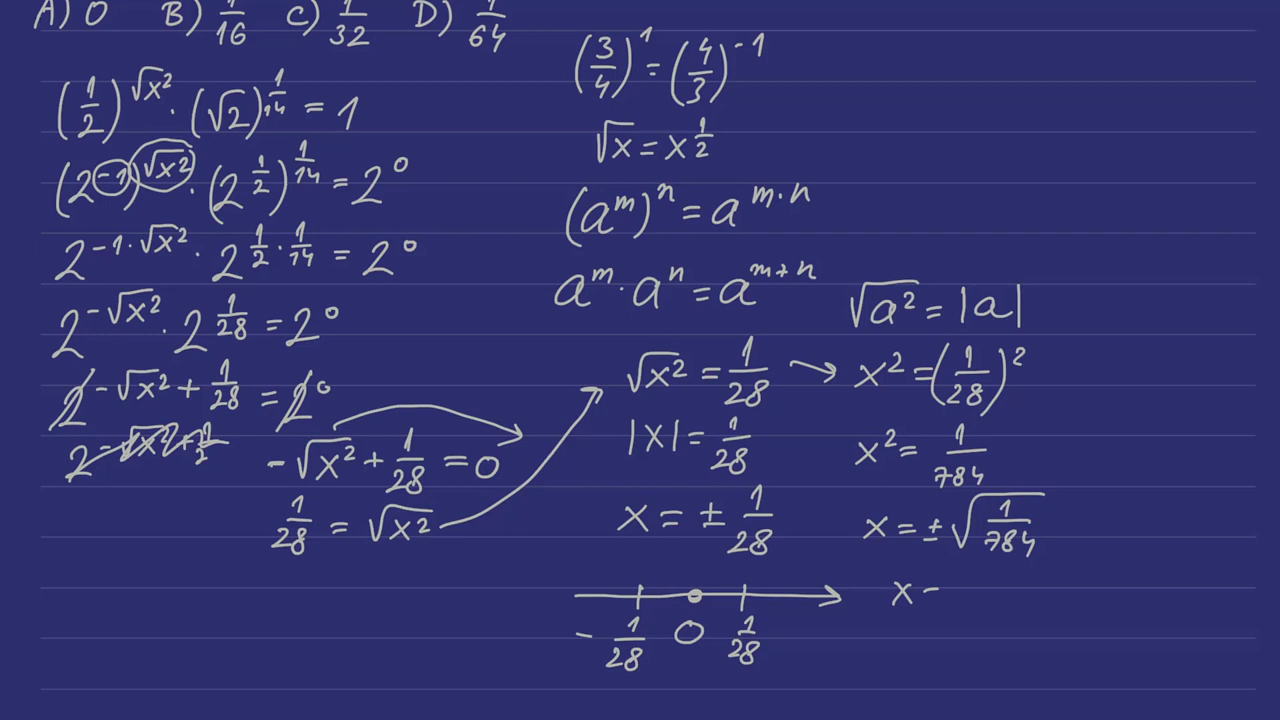 A) 0 B) 1/16 C) 1/32 D) 1/64
(1/2)^√x² · (√2)^1/14 = 1
(2^-1)^√x² · (2^1/2)^1/14 = 2^0
2^-1·√x² · 2^1/2·1/14 = 2^0
2^-√x² · 2^1/28 = 2^0
2^-√x²+1/28 = 2^0
-√x² + 1/28 = 0
1/28 = √x²
(3/4)^1 = (4/3)^-1
√x = x^1/2
(a^m)^n = a^m·n
a^m · a^n = a^m+n
√a² = |a|
√x² = 1/28 → x² = (1/28)²
|x| = 1/28
x = ± 1/28
x² = 1/784
x = ± √1/784
x -
- 1/28 0 1/28